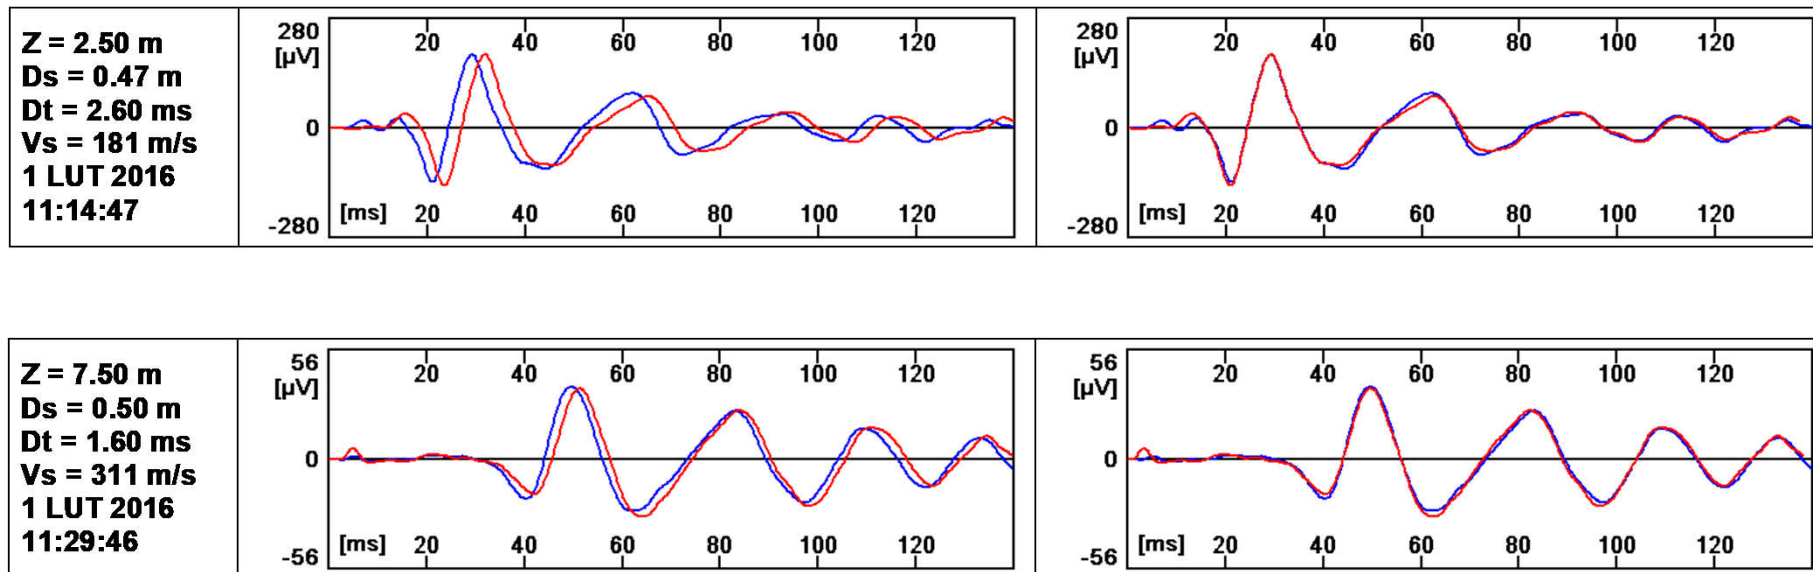 Z = 2.50 m
Ds = 0.47 m
Dt = 2.60 ms
Vs = 181 m/s
1 LUT 2016
11:14:47
280 20 40 60 80 100 120
[µV]
0
[ms] 20 40 60 80 100 120
-280
280 20 40 60 80 100 120
[µV]
0
[ms] 20 40 60 80 100 120
-280
Z = 7.50 m
Ds = 0.50 m
Dt = 1.60 ms
Vs = 311 m/s
1 LUT 2016
11:29:46
56 20 40 60 80 100 120
[µV]
0
[ms] 20 40 60 80 100 120
-56
56 20 40 60 80 100 120
[µV]
0
[ms] 20 40 60 80 100 120
-56